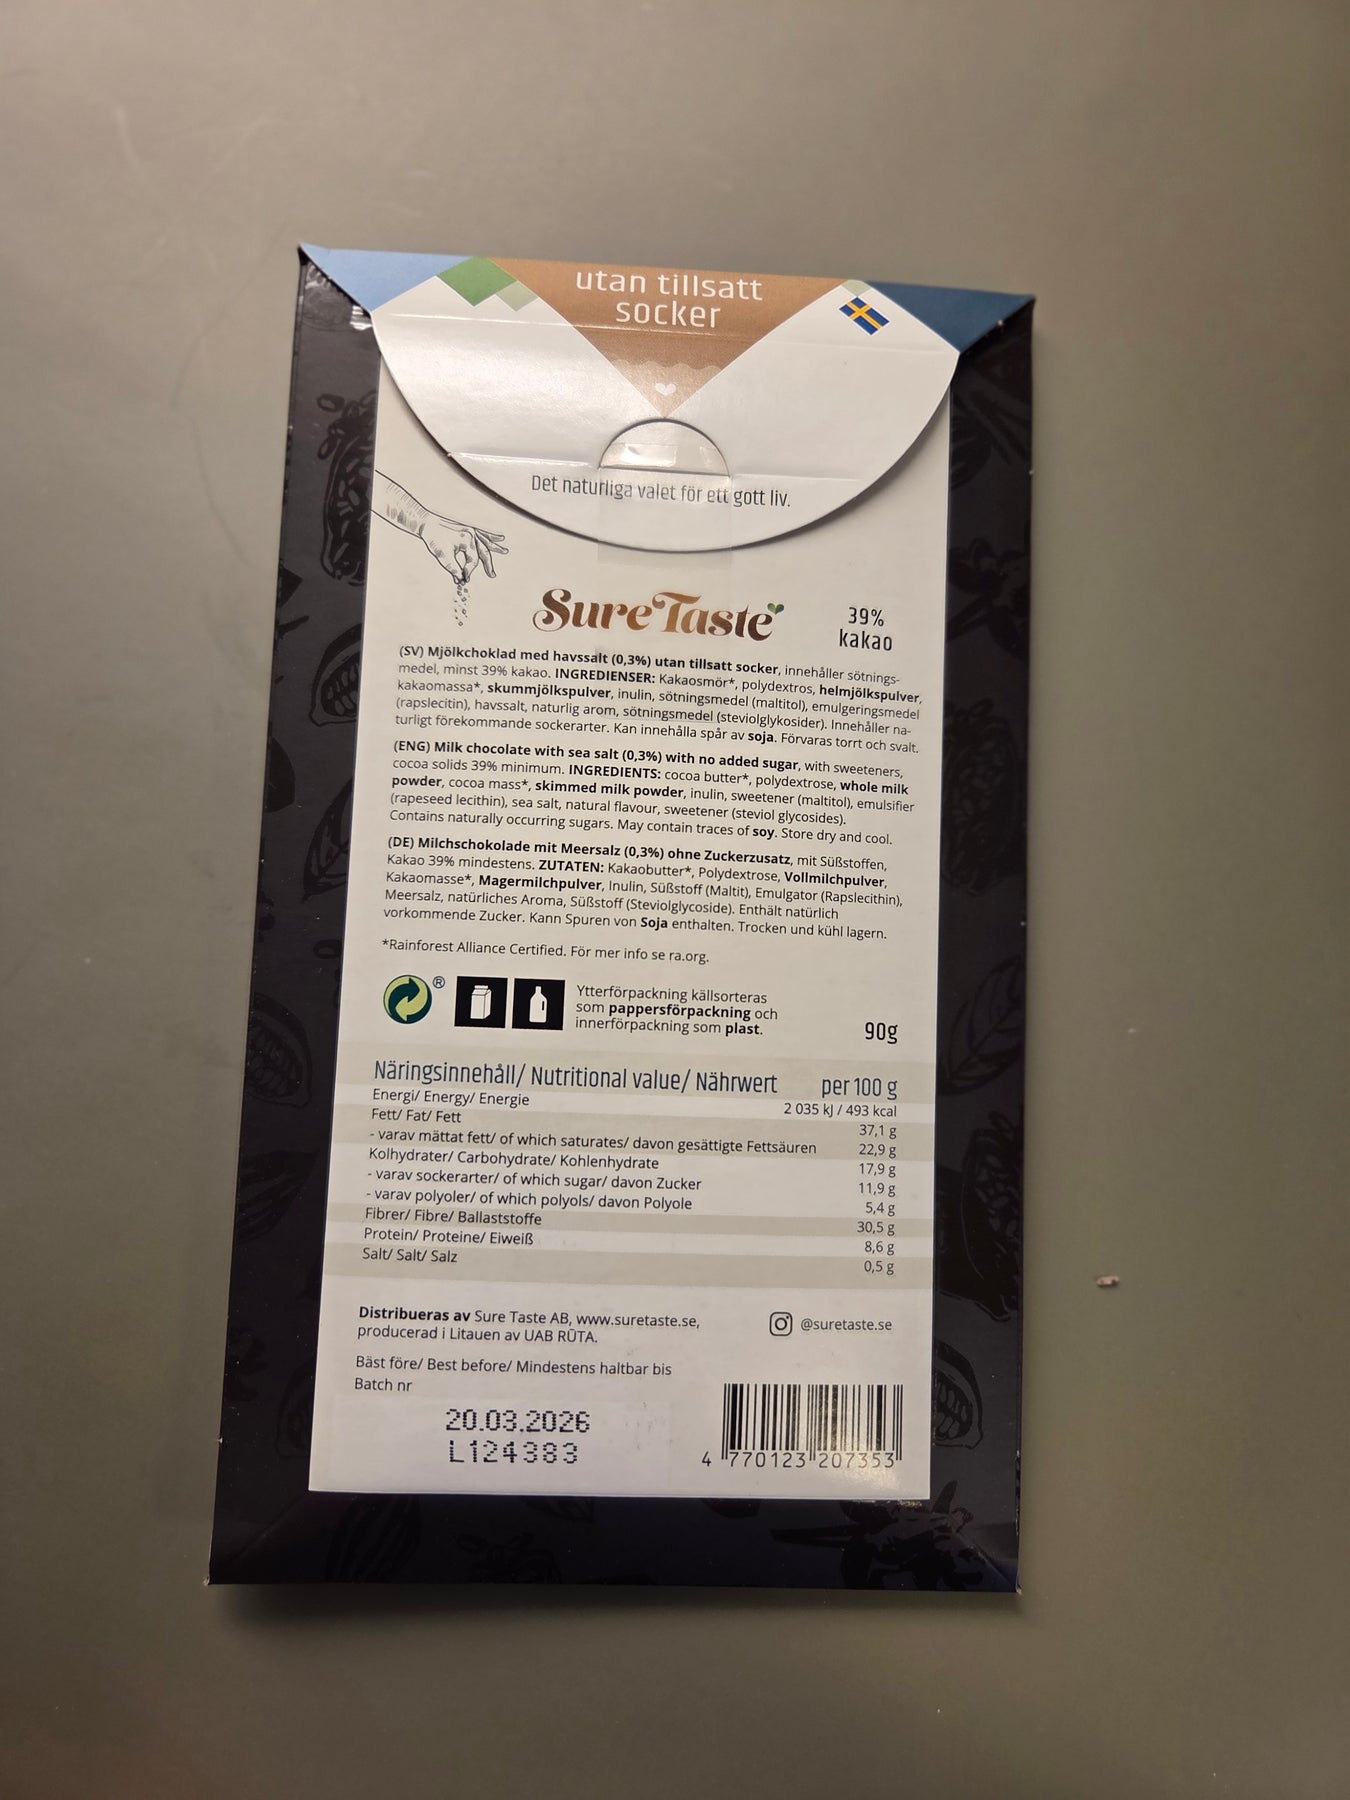 utan tillsatt
socker
Det naturliga valet för ett gott liv.
Sure Taste
39%
kakao
(SV) Mjölkchoklad med havssalt (0,3%) utan tillsatt socker, innehåller sötnings-
medel, minst 39% kakao. INGREDIENSER: Kakaosmör*, polydextros, helmjölkspulver,
kakaomassa*, skummjölkspulver, inulin, sötningsmedel (maltitol), emulgeringsmedel
(rapslecitin), havssalt, naturlig arom, sötningsmedel (steviolglykosider). Innehåller na-
turligt förekommande sockerarter. Kan innehålla spår av soja. Förvaras torrt och svalt.
(ENG) Milk chocolate with sea salt (0,3%) with no added sugar, with sweeteners,
cocoa solids 39% minimum. INGREDIENTS: cocoa butter*, polydextrose, whole milk
powder, cocoa mass*, skimmed milk powder, inulin, sweetener (maltitol), emulsifier
(rapeseed lecithin), sea salt, natural flavour, sweetener (steviol glycosides).
Contains naturally occurring sugars. May contain traces of soy. Store dry and cool.
(DE) Milchschokolade mit Meersalz (0,3%) ohne Zuckerzusatz, mit Süßstoffen,
Kakao 39% mindestens. ZUTATEN: Kakaobutter*, Polydextrose, Vollmilchpulver,
Kakaomasse*, Magermilchpulver, Inulin, Süßstoff (Maltit), Emulgator (Rapslecithin),
Meersalz, natürliches Aroma, Süßstoff (Steviolglycoside). Enthält natürlich
vorkommende Zucker. Kann Spuren von Soja enthalten. Trocken und kühl lagern.
*Rainforest Alliance Certified. För mer info se ra.org.
®
Ytterförpackning källsorteras
som pappersförpackning och
innerförpackning som plast.
90g
Näringsinnehåll/ Nutritional value/ Nährwert per 100 g
Energi/ Energy/ Energie 2 035 kJ / 493 kcal
Fett/ Fat/ Fett 37,1 g
- varav mättat fett/ of which saturates/ davon gesättigte Fettsäuren 22,9 g
Kolhydrater/ Carbohydrate/ Kohlenhydrate 17,9 g
- varav sockerarter/ of which sugar/ davon Zucker 11,9 g
- varav polyoler/ of which polyols/ davon Polyole 5,4 g
Fibrer/ Fibre/ Ballaststoffe 30,5 g
Protein/ Proteine/ Eiweiß 8,6 g
Salt/ Salt/ Salz 0,5 g
Distribueras av Sure Taste AB, www.suretaste.se,
producerad i Litauen av UAB RŪTA.
@suretaste.se
Bäst före/ Best before/ Mindestens haltbar bis
Batch nr
20.03.2026
L124383
4 770123 207353